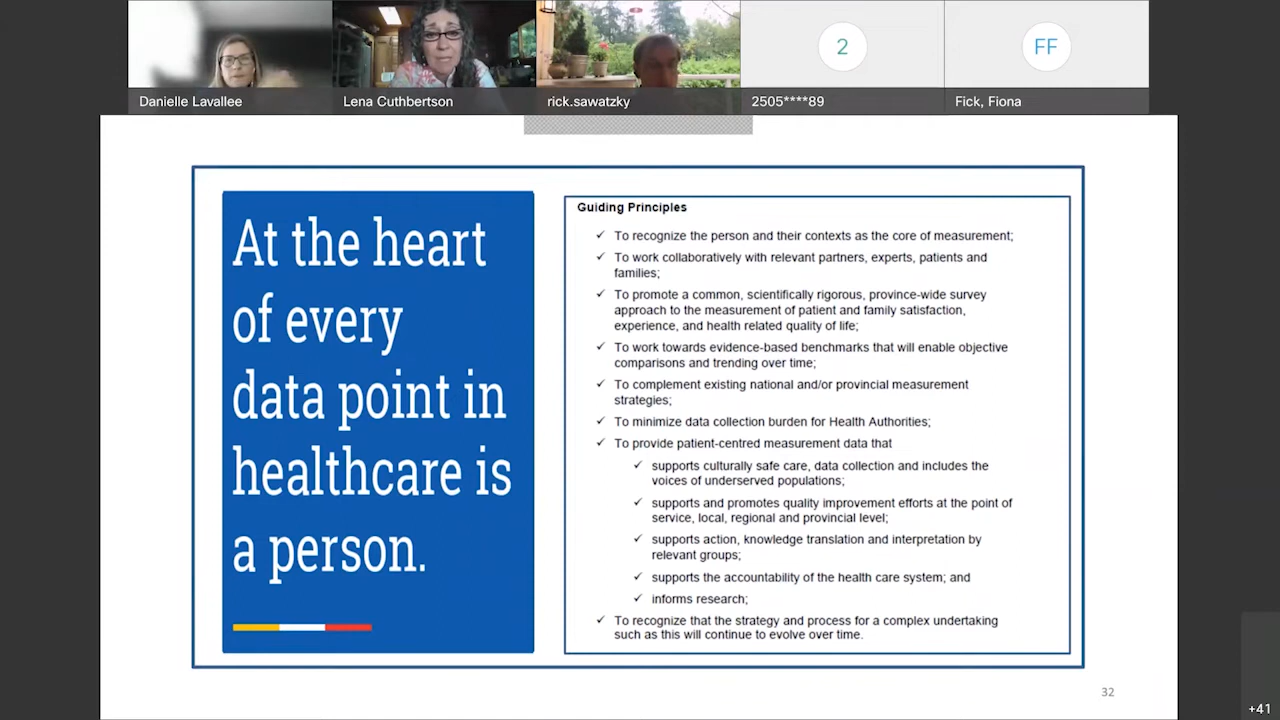 2
FF
Danielle Lavallee
Lena Cuthbertson
rick.sawatzky
2505****89
Fick, Fiona
At the heart
of every
data point in
healthcare is
a person.
Guiding Principles
To recognize the person and their contexts as the core of measurement;
To work collaboratively with relevant partners, experts, patients and
families;
To promote a common, scientifically rigorous, province-wide survey
approach to the measurement of patient and family satisfaction,
experience, and health related quality of life;
To work towards evidence-based benchmarks that will enable objective
comparisons and trending over time;
To complement existing national and/or provincial measurement
strategies;
To minimize data collection burden for Health Authorities;
To provide patient-centred measurement data that
supports culturally safe care, data collection and includes the
voices of underserved populations;
supports and promotes quality improvement efforts at the point of
service, local, regional and provincial level;
supports action, knowledge translation and interpretation by
relevant groups;
supports the accountability of the health care system; and
informs research;
To recognize that the strategy and process for a complex undertaking
such as this will continue to evolve over time.
32
+41